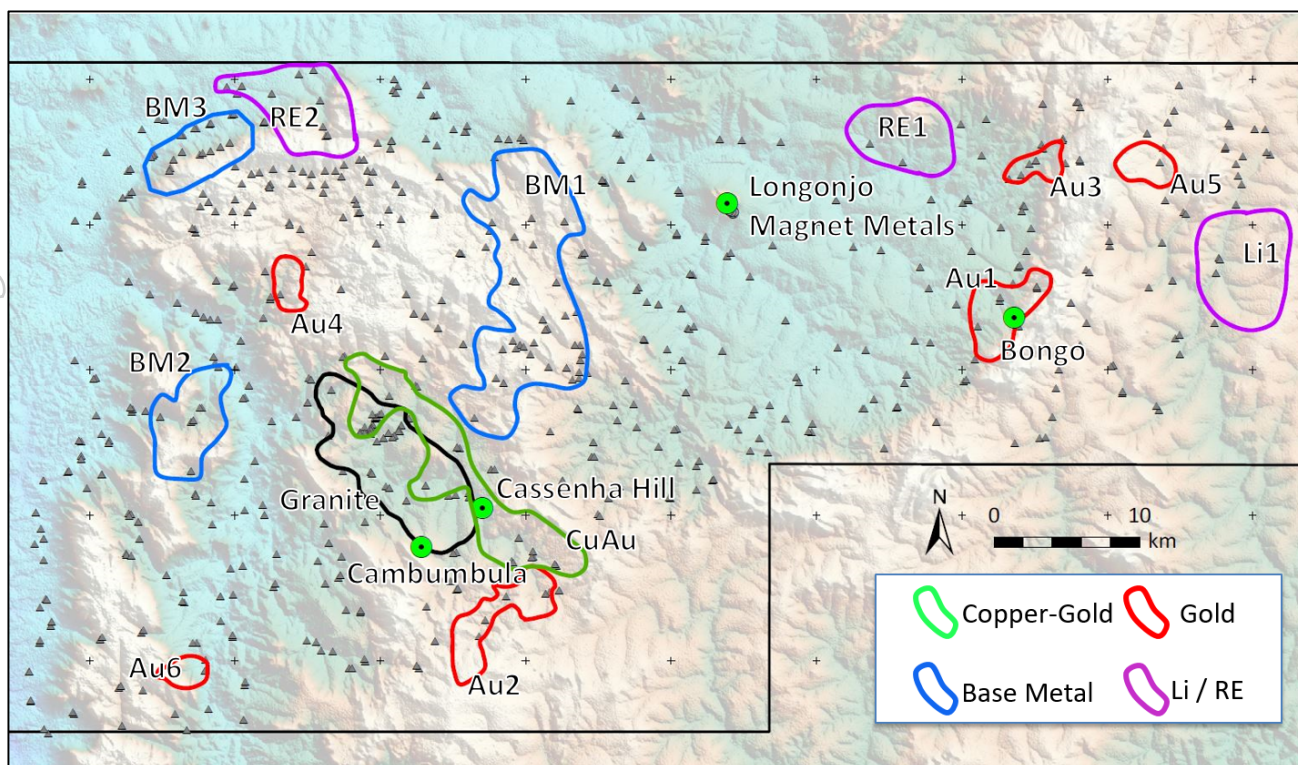 BM3
RE2
BM1
RE1
Au3
Au5
Longonjo
Magnet Metals
Li1
Au4
Au1
Bongo
BM2
Granite
Cassenha Hill
CuAu
Cambumbula
Au6
Au2
N
0 10
km
Copper-Gold
Gold
Base Metal
Li / RE